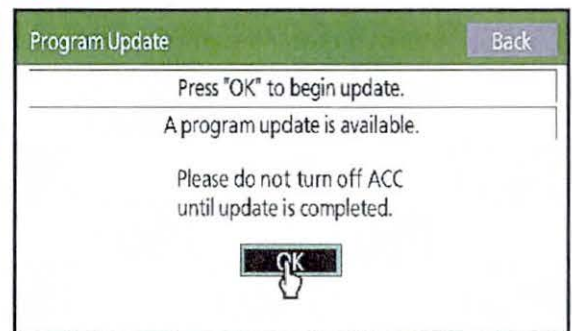 Program Update
Back
Press "OK" to begin update.
A program update is available.
Please do not turn off ACC
until update is completed.
OK